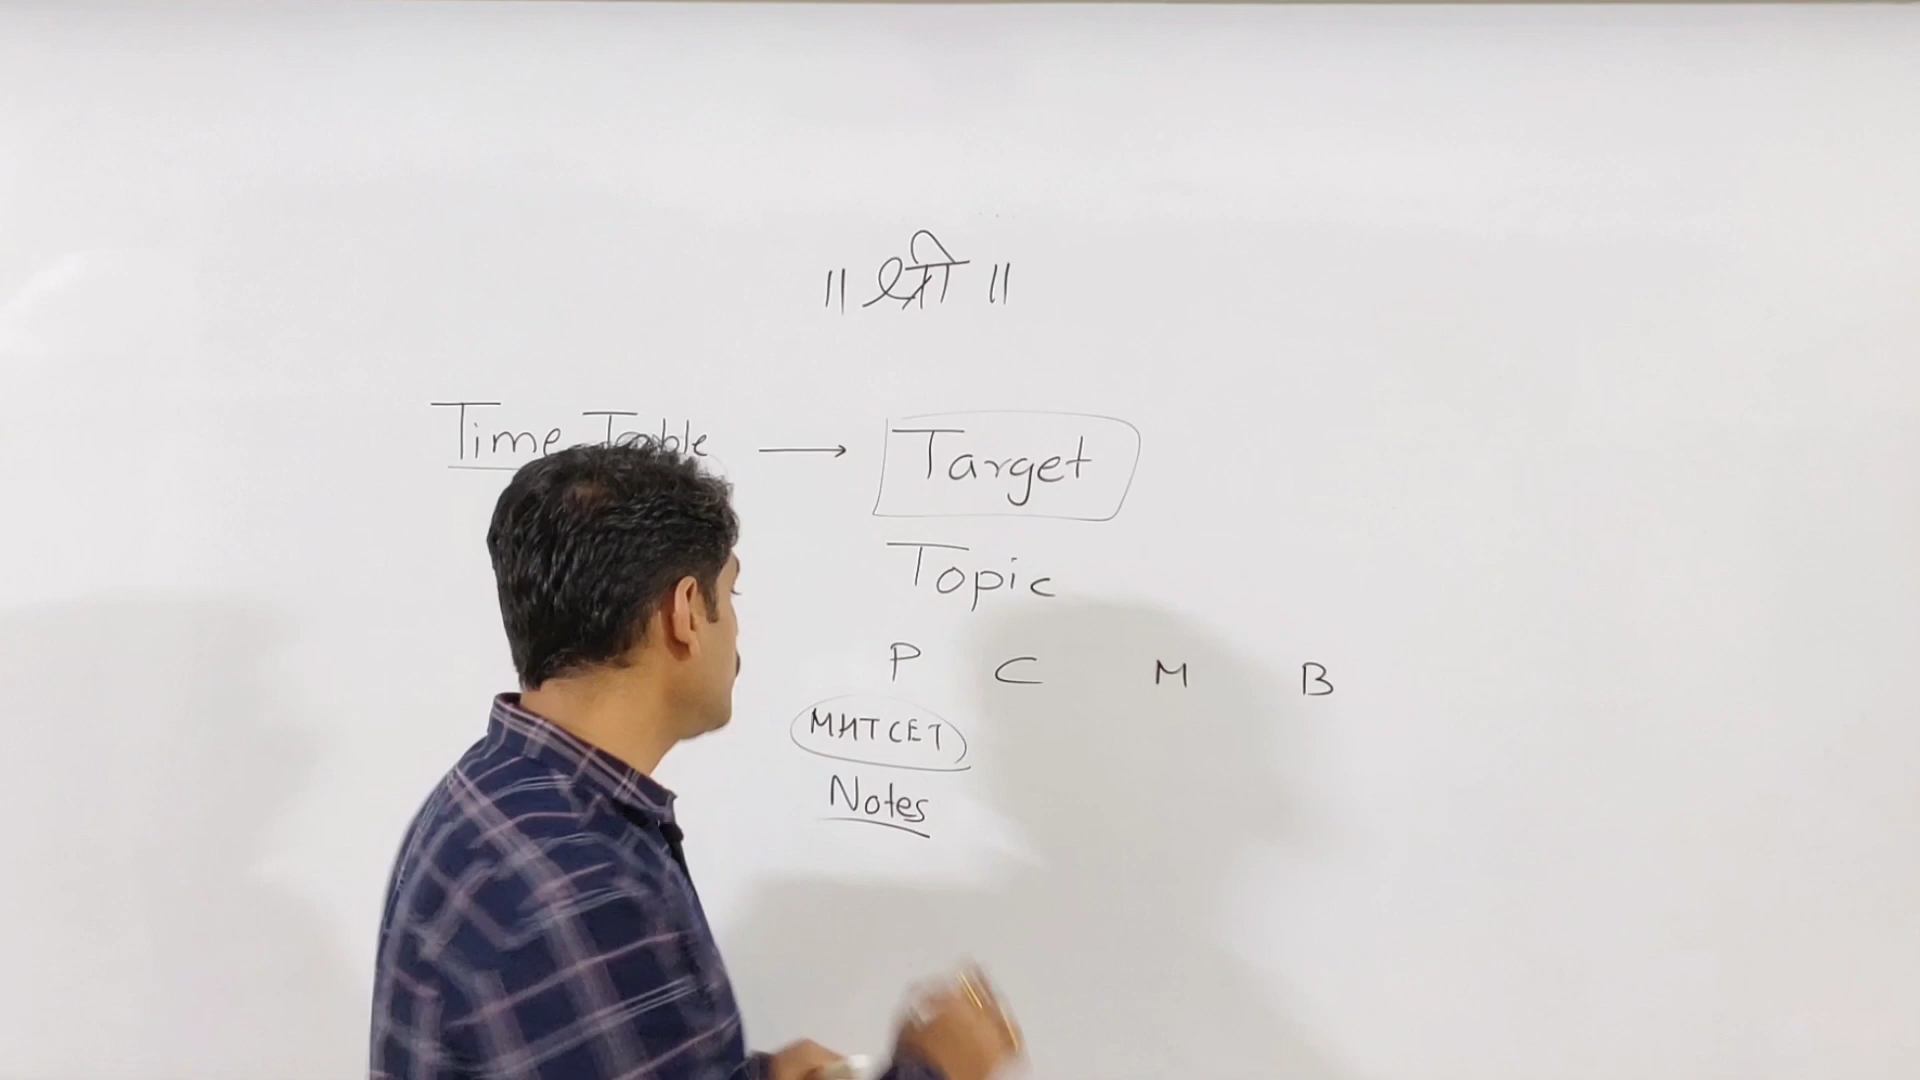 ॥ श्री ॥
Time Table → Target
Topic
P C M B
MHTCET
Notes